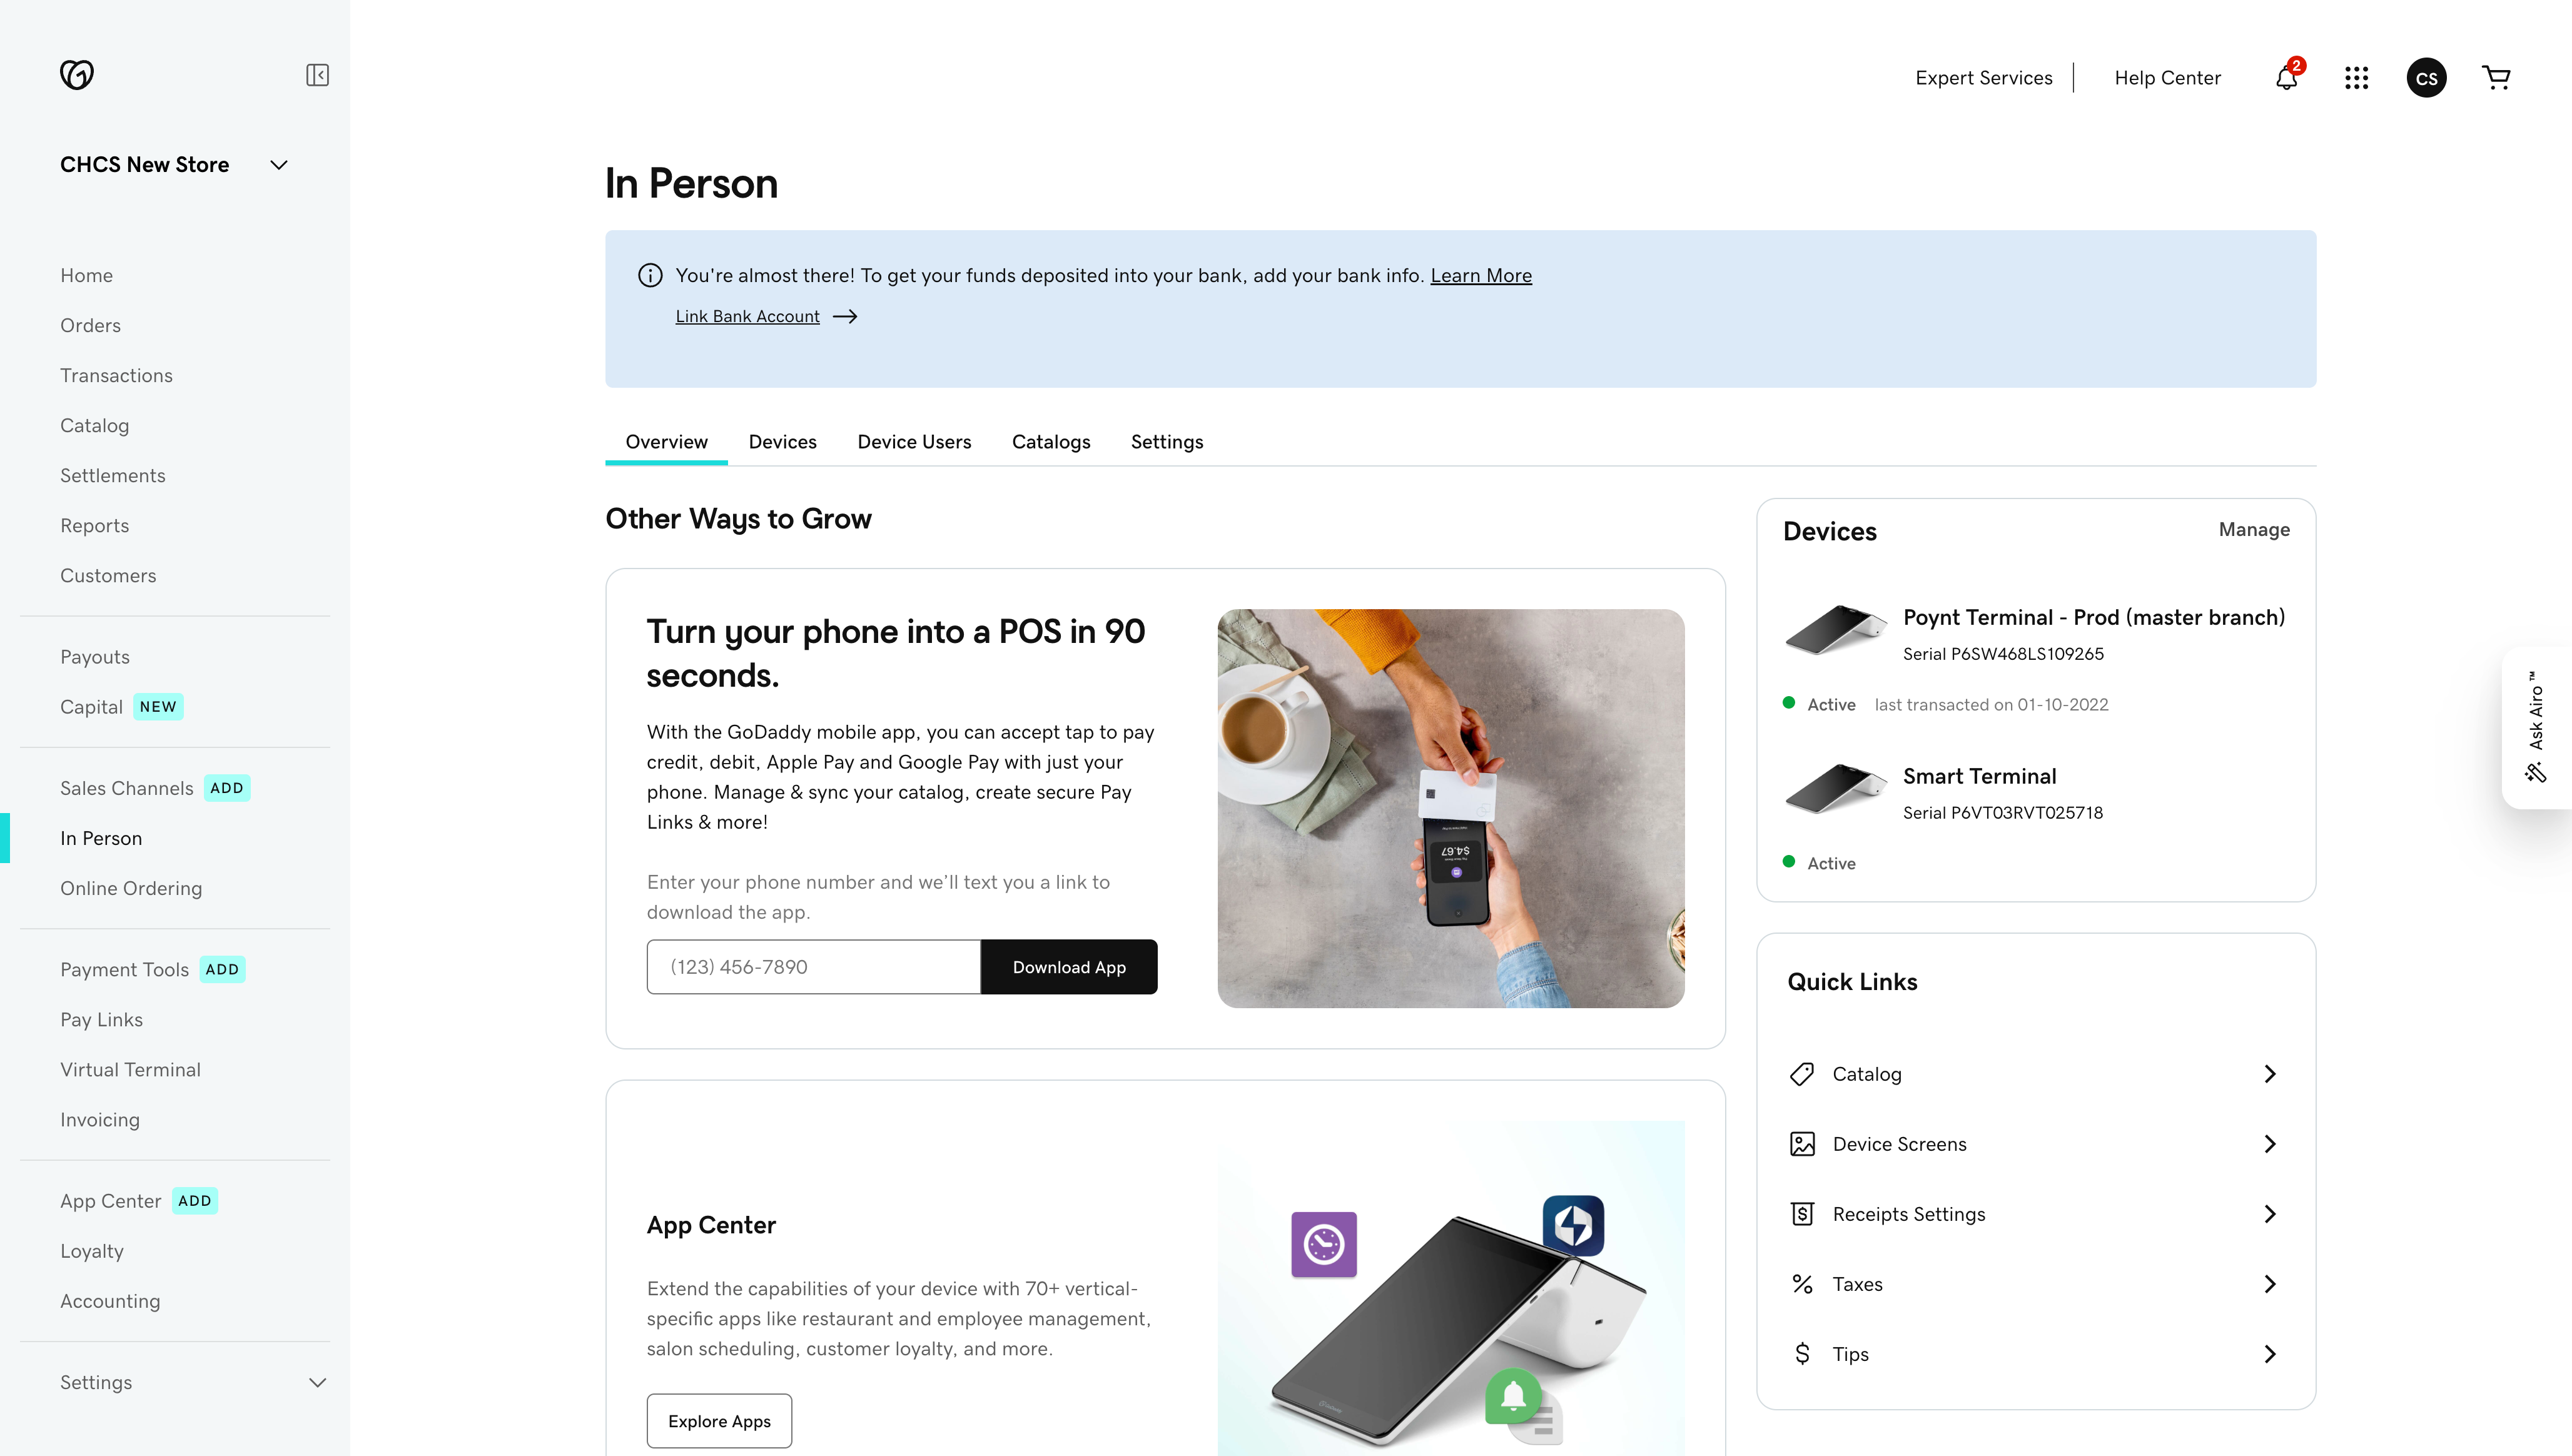 Expert Services
Help Center
2
CS
CHCS New Store
Home
Orders
Transactions
Catalog
Settlements
Reports
Customers
Payouts
Capital NEW
Sales Channels ADD
In Person
Online Ordering
Payment Tools ADD
Pay Links
Virtual Terminal
Invoicing
App Center ADD
Loyalty
Accounting
Settings
In Person
You're almost there! To get your funds deposited into your bank, add your bank info. Learn More
Link Bank Account
Overview
Devices
Device Users
Catalogs
Settings
Other Ways to Grow
Turn your phone into a POS in 90
seconds.
With the GoDaddy mobile app, you can accept tap to pay
credit, debit, Apple Pay and Google Pay with just your
phone. Manage & sync your catalog, create secure Pay
Links & more!
Enter your phone number and we’ll text you a link to
download the app.
(123) 456-7890
Download App
$4.67
App Center
Extend the capabilities of your device with 70+ vertical-
specific apps like restaurant and employee management,
salon scheduling, customer loyalty, and more.
Explore Apps
Devices
Manage
Poynt Terminal - Prod (master branch)
Serial P6SW468LS109265
Active last transacted on 01-10-2022
Smart Terminal
Serial P6VT03RVT025718
Active
Quick Links
Catalog
Device Screens
Receipts Settings
Taxes
Tips
Ask Airo™